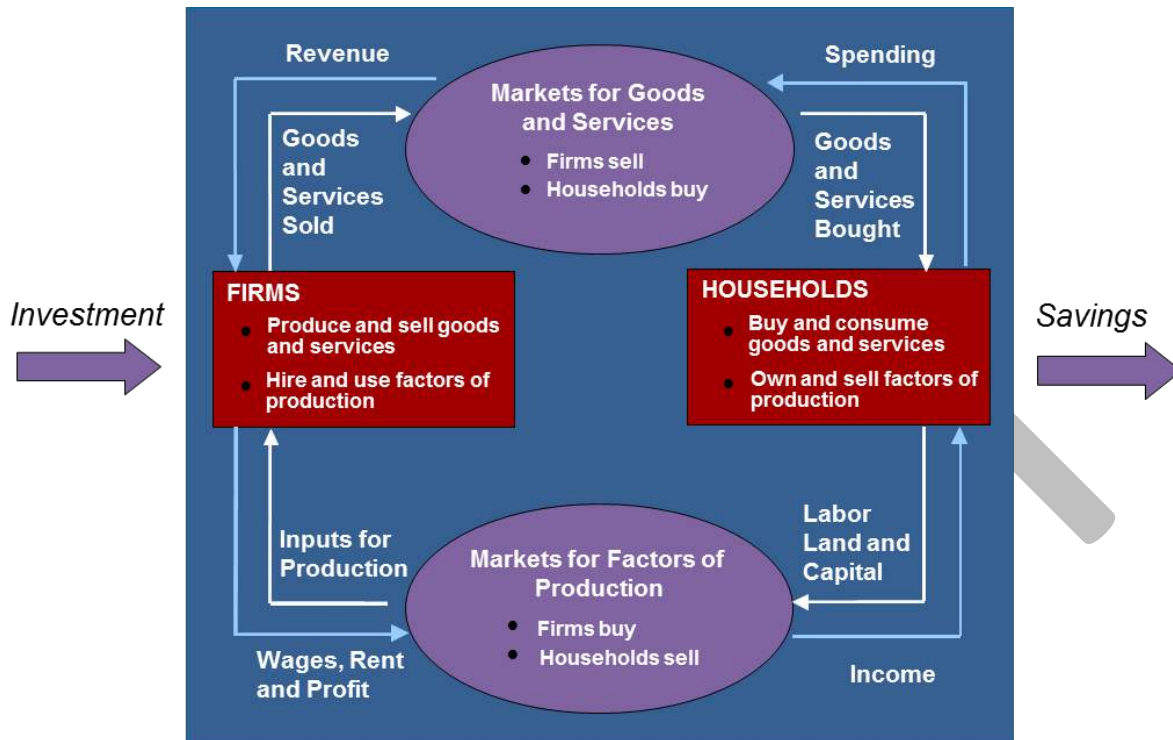 Revenue
Spending
Markets for Goods
and Services
• Firms sell
• Households buy
Goods
and
Services
Sold
Goods
and
Services
Bought
Investment
FIRMS
• Produce and sell goods
and services
• Hire and use factors of
production
HOUSEHOLDS
• Buy and consume
goods and services
• Own and sell factors of
production
Savings
Inputs for
Production
Markets for Factors of
Production
• Firms buy
• Households sell
Labor
Land and
Capital
Wages, Rent
and Profit
Income